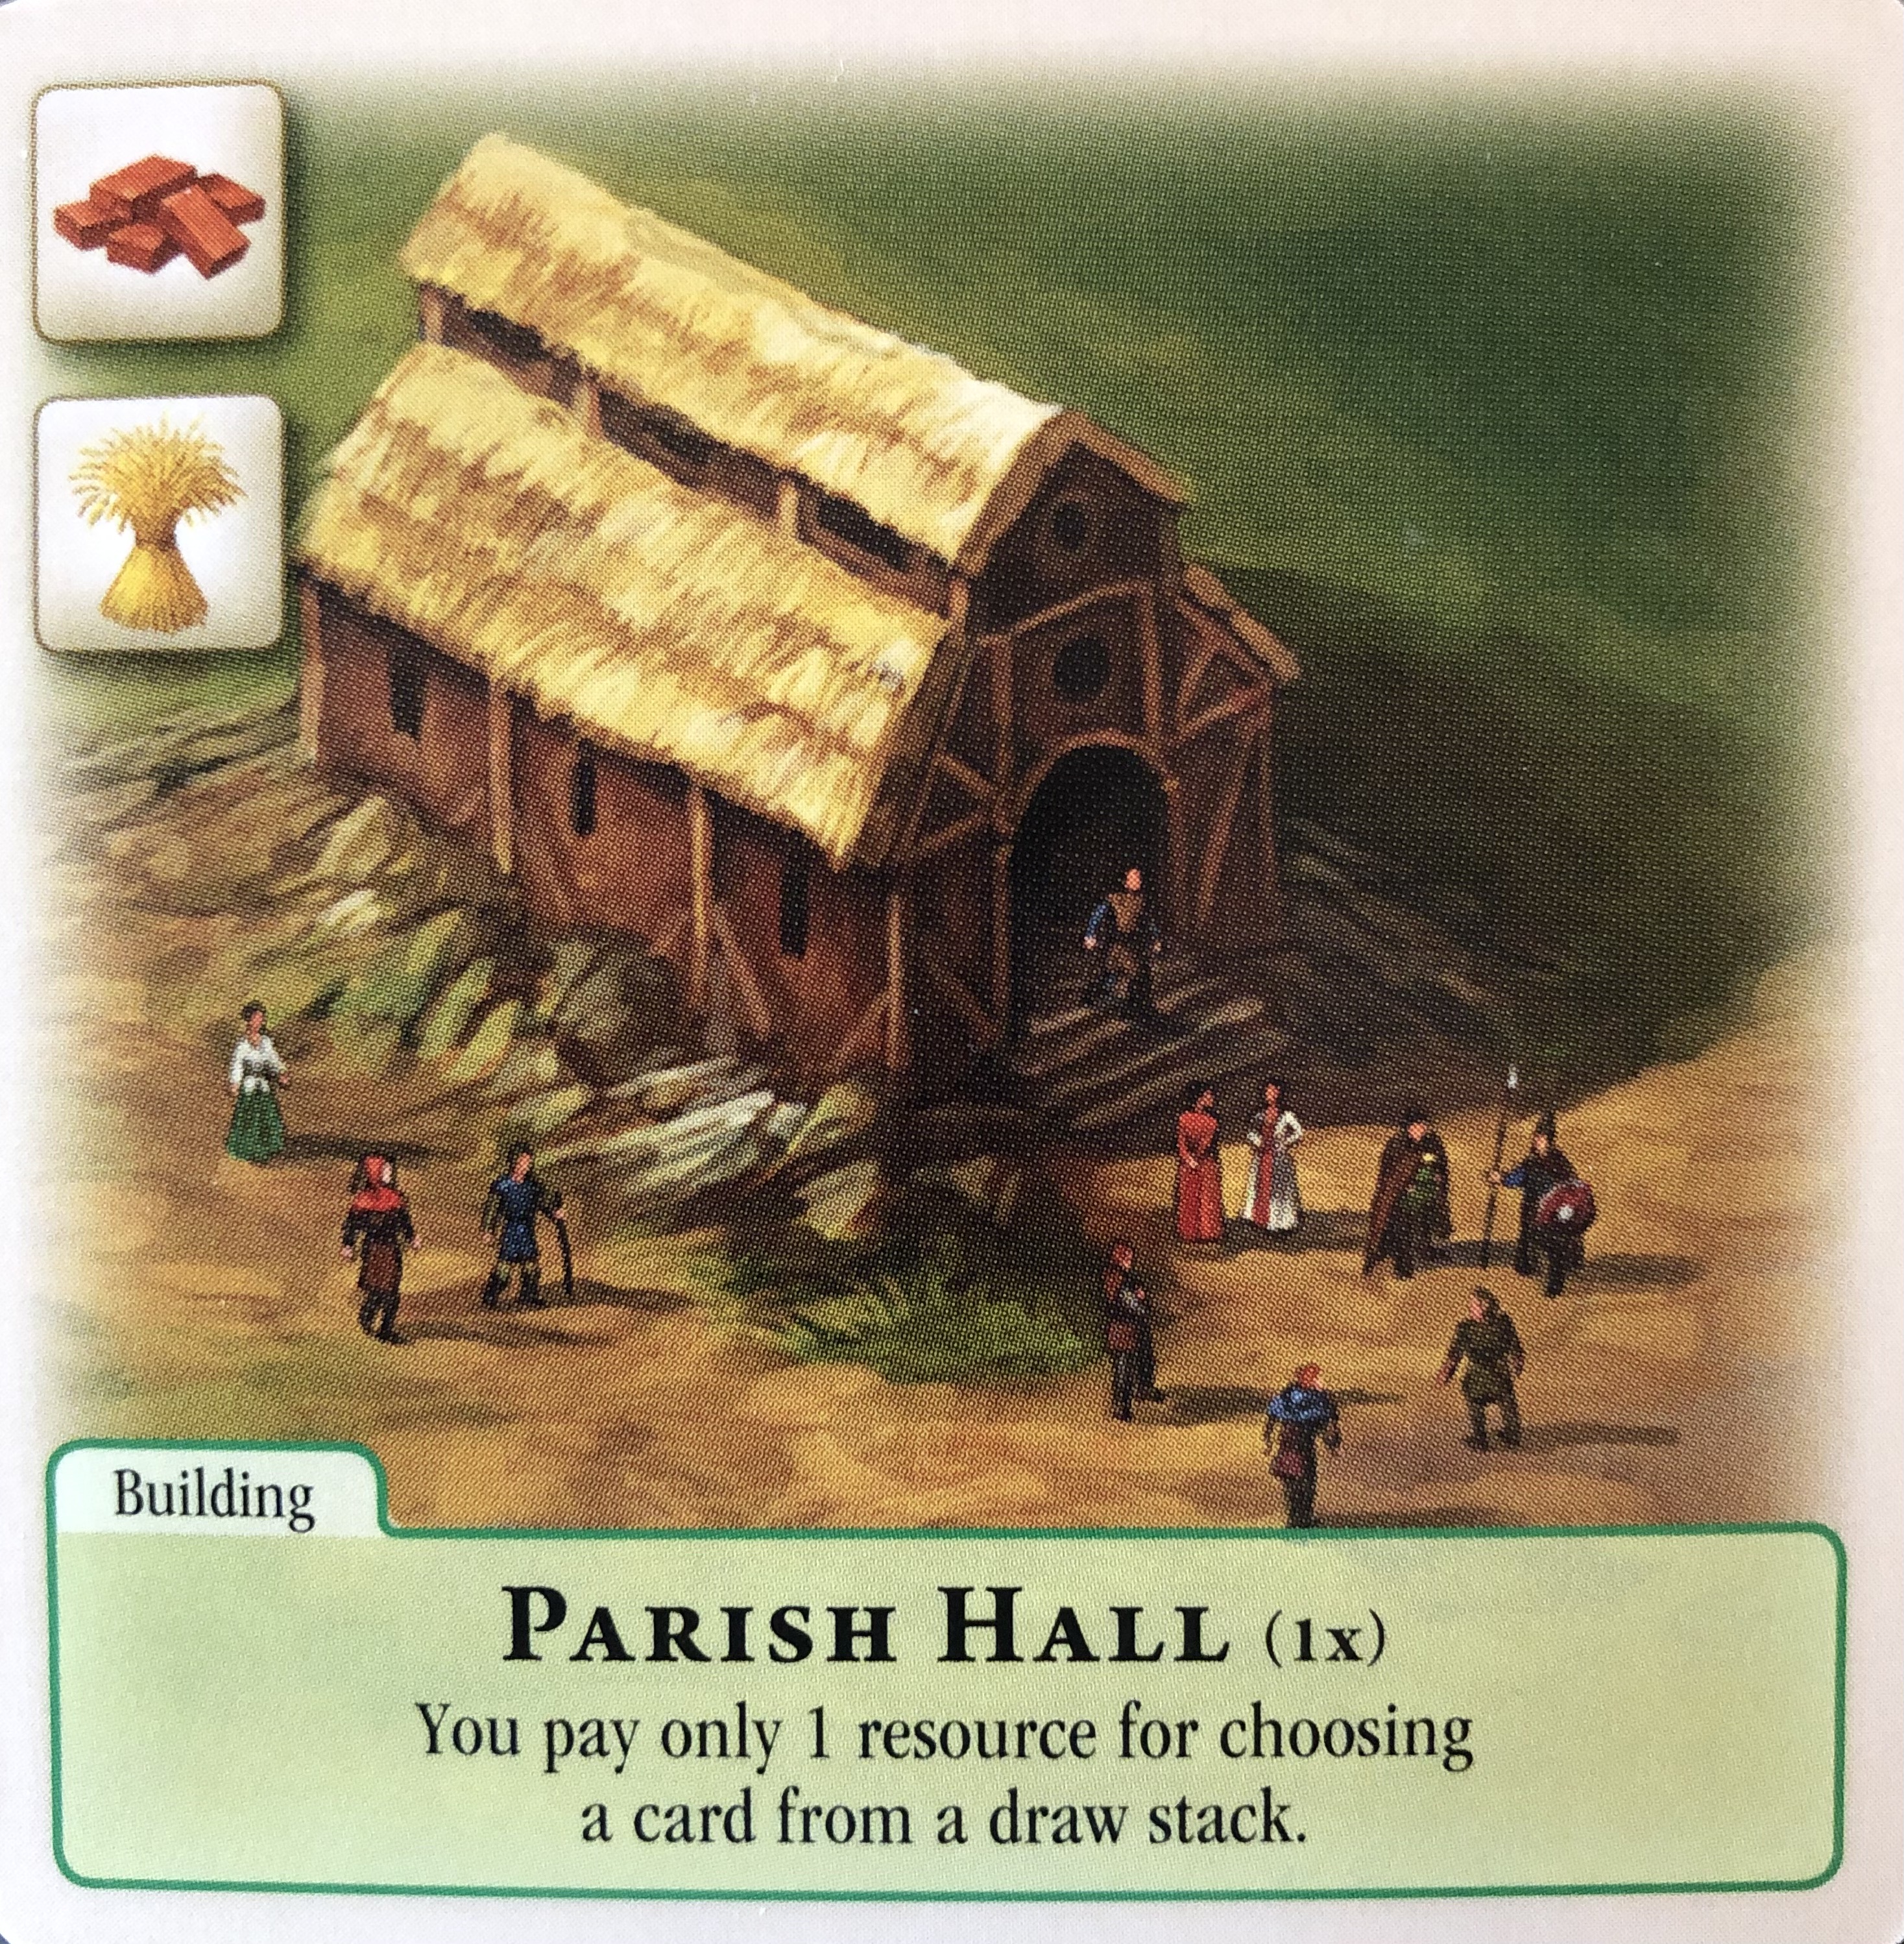 Building
PARISH HALL (1x)
You pay only 1 resource for choosing
a card from a draw stack.